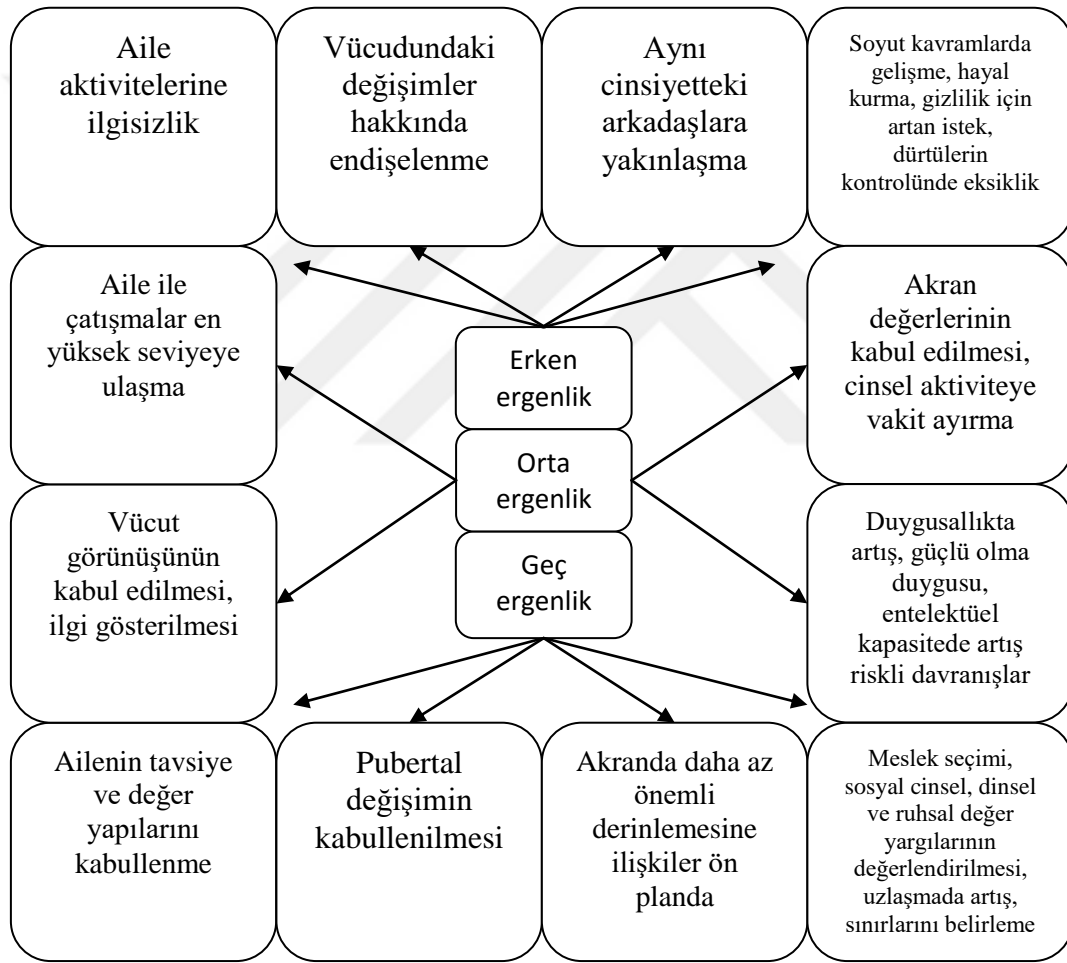 Aile
aktivitelerine
ilgisizlik
Vücudundaki
değişimler
hakkında
endişelenme
Aynı
cinsiyetteki
arkadaşlara
yakınlaşma
Soyut kavramlarda
gelişme, hayal
kurma, gizlilik için
artan istek,
dürtülerin
kontrolünde eksiklik
Aile ile
çatışmalar en
yüksek seviyeye
ulaşma
Erken
ergenlik
Akran
değerlerinin
kabul edilmesi,
cinsel aktiviteye
vakit ayırma
Orta
ergenlik
Vücut
görünüşünün
kabul edilmesi,
ilgi gösterilmesi
Geç
ergenlik
Duygusallıkta
artış, güçlü olma
duygusu,
entelektüel
kapasitede artış
riskli davranışlar
Ailenin tavsiye
ve değer
yapılarını
kabullenme
Pubertal
değişimin
kabullenilmesi
Akranda daha az
önemli
derinlemesine
ilişkiler ön
planda
Meslek seçimi,
sosyal cinsel, dinsel
ve ruhsal değer
yargılarının
değerlendirilmesi,
uzlaşmada artış,
sınırlarını belirleme